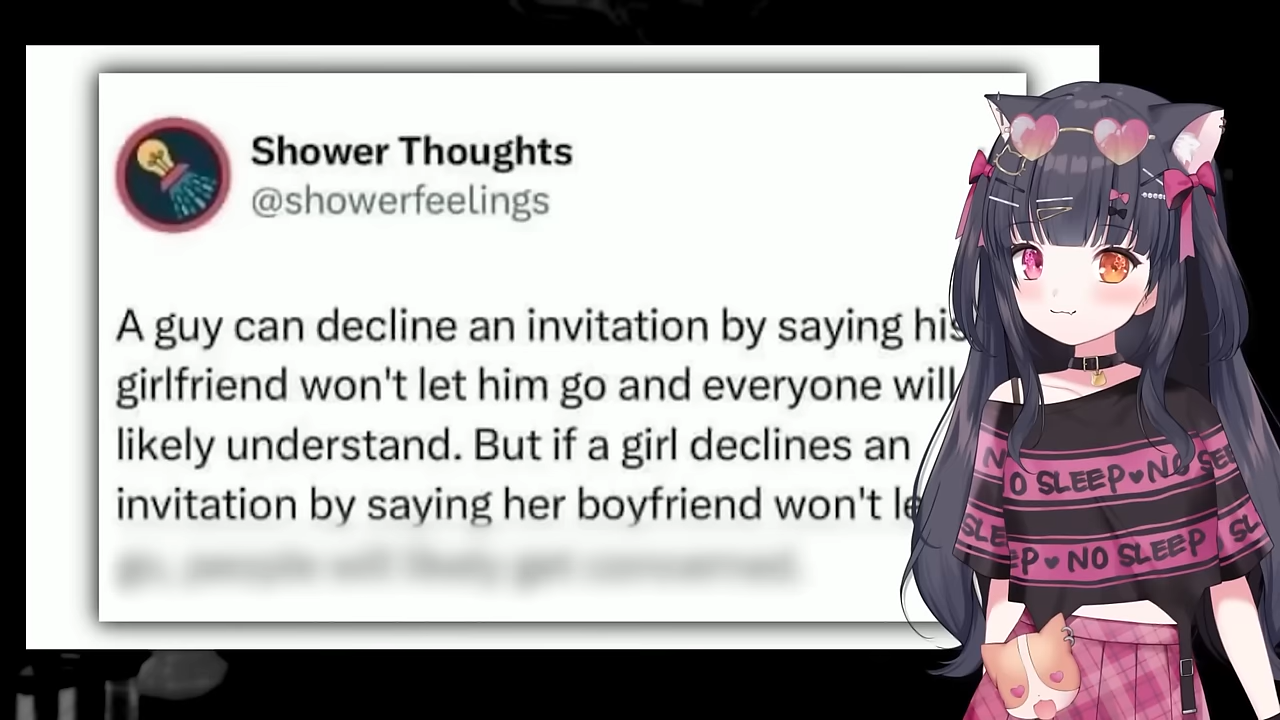 Shower Thoughts
@showerfeelings
A guy can decline an invitation by saying his
girlfriend won't let him go and everyone will
likely understand. But if a girl declines an
invitation by saying her boyfriend won't
NO SLEEP♥NO SEE
SLEEP♥NO SLEEP SL